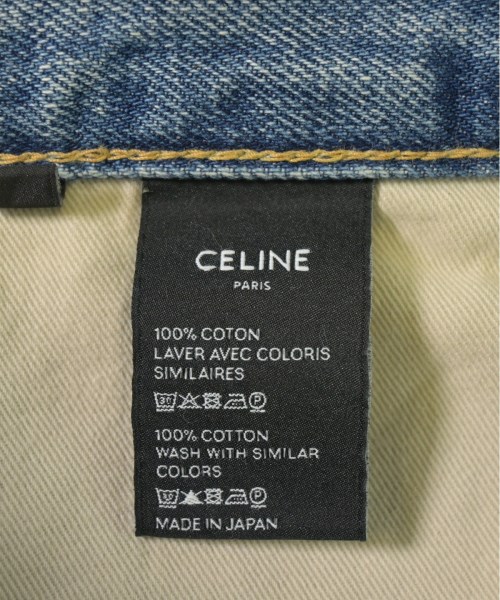 CELINE
PARIS
100% COTON
LAVER AVEC COLORIS
SIMILAIRES
100% COTTON
WASH WITH SIMILAR
COLORS
MADE IN JAPAN